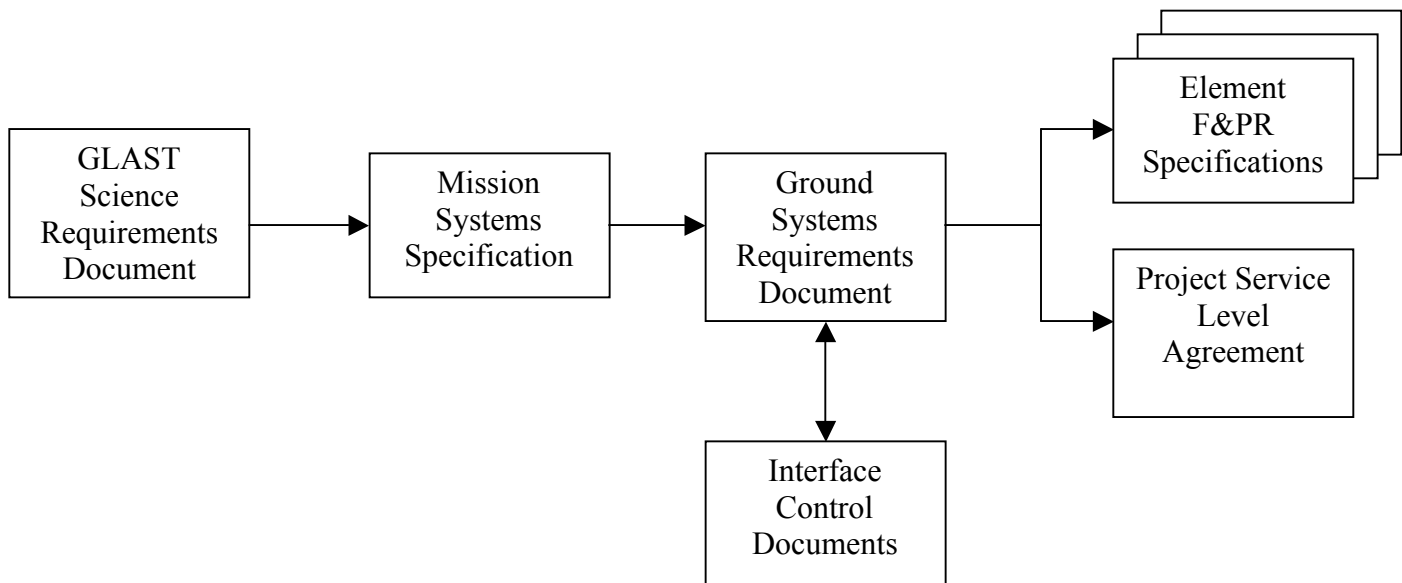 GLAST
Science
Requirements
Document
Mission
Systems
Specification
Ground
Systems
Requirements
Document
Element
F&PR
Specifications
Project Service
Level
Agreement
Interface
Control
Documents